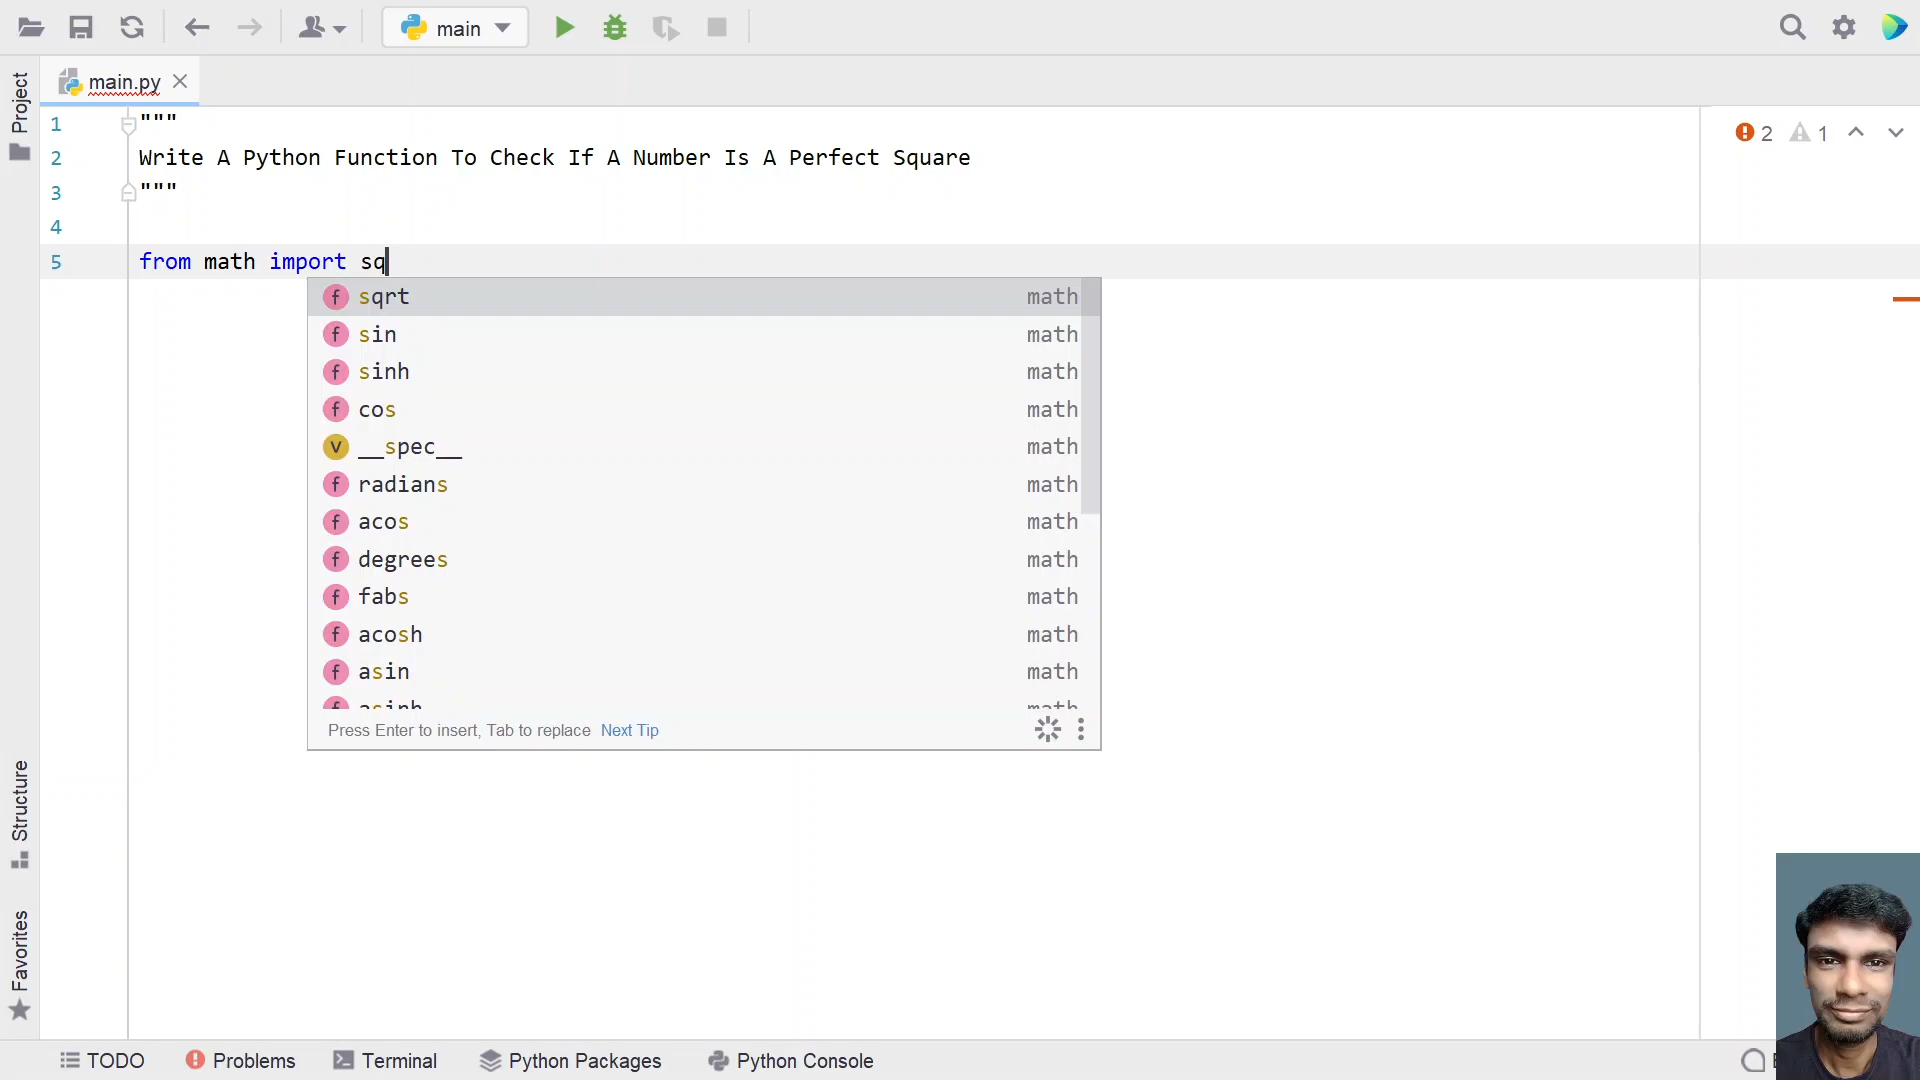 main
main.py
Project
1 """
2 Write A Python Function To Check If A Number Is A Perfect Square
3 """
4
5 from math import sq
2 1
sqrt math
sin math
sinh math
cos math
__spec__ math
radians math
acos math
degrees math
fabs math
acosh math
asin math
asinh math
Press Enter to insert, Tab to replace Next Tip
Structure
Favorites
TODO Problems Terminal Python Packages Python Console